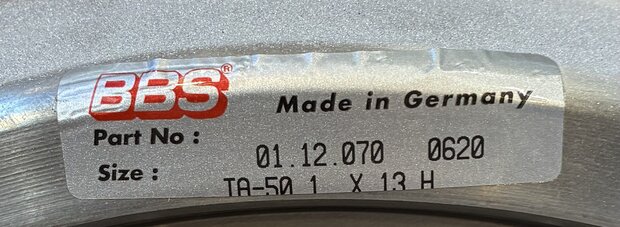 BBS® Made in Germany
Part No : 01.12.070 0620
Size : TA-50 1 X 13 H